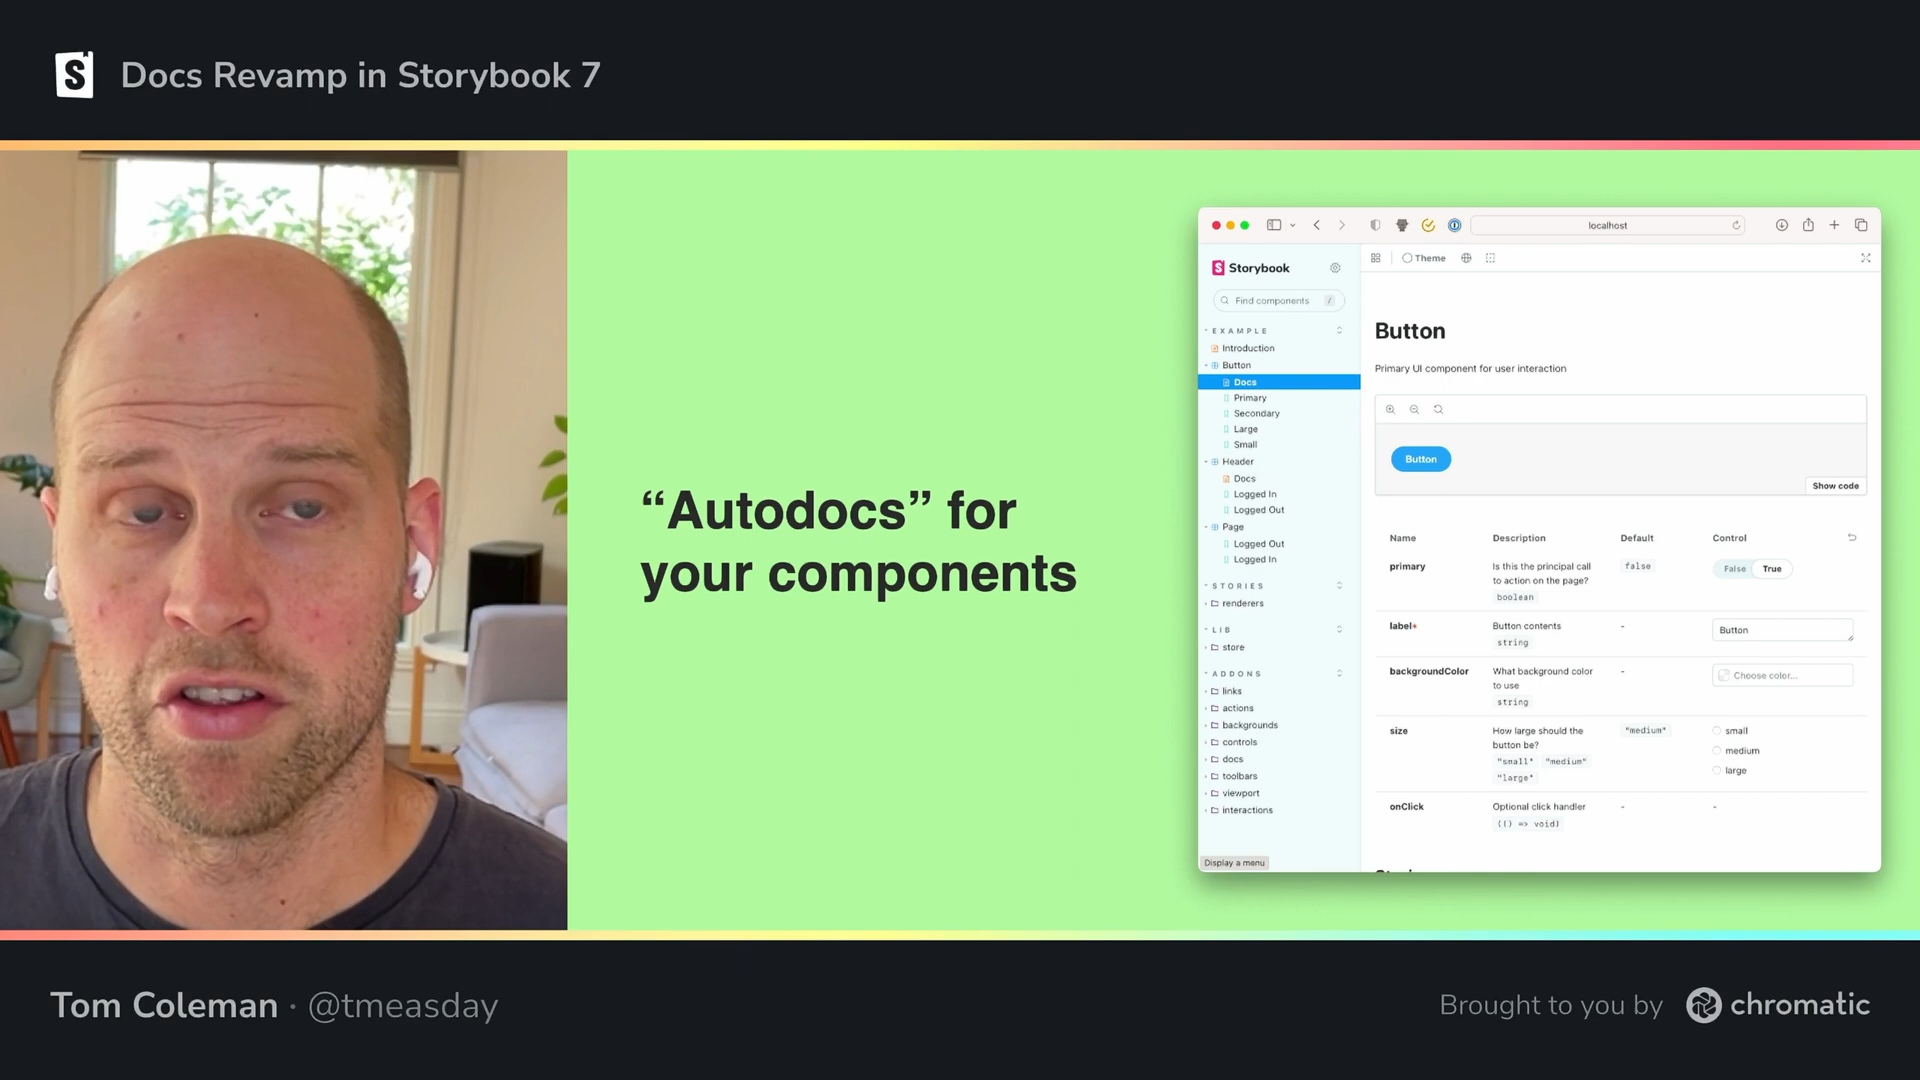 S Docs Revamp in Storybook 7
“Autodocs” for
your components
localhost
S Storybook
Find components /
EXAMPLE
Introduction
Button
Docs
Primary
Secondary
Large
Small
Header
Docs
Logged In
Logged Out
Page
Logged Out
Logged In
STORIES
renderers
LIB
store
ADDONS
links
actions
backgrounds
controls
docs
toolbars
viewport
interactions
Display a menu
Theme
Button
Primary UI component for user interaction
Button
Show code
Name Description Default Control
primary Is this the principal call false False True
to action on the page?
boolean
label* Button contents - Button
string
backgroundColor What background color - Choose color...
to use
string
size How large should the "medium" small
button be? medium
"small" "medium"
"large" large
onClick Optional click handler - -
(() => void)
Tom Coleman · @tmeasday
Brought to you by chromatic